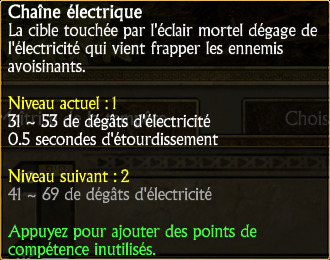 Chaîne électrique
La cible touchée par l'éclair mortel dégage de
l'électricité qui vient frapper les ennemis
avoisinants.
Niveau actuel : 1
31 ~ 53 de dégâts d'électricité
0.5 secondes d'étourdissement
Niveau suivant : 2
41 ~ 69 de dégâts d'électricité
Appuyez pour ajouter des points de
compétence inutilisés.